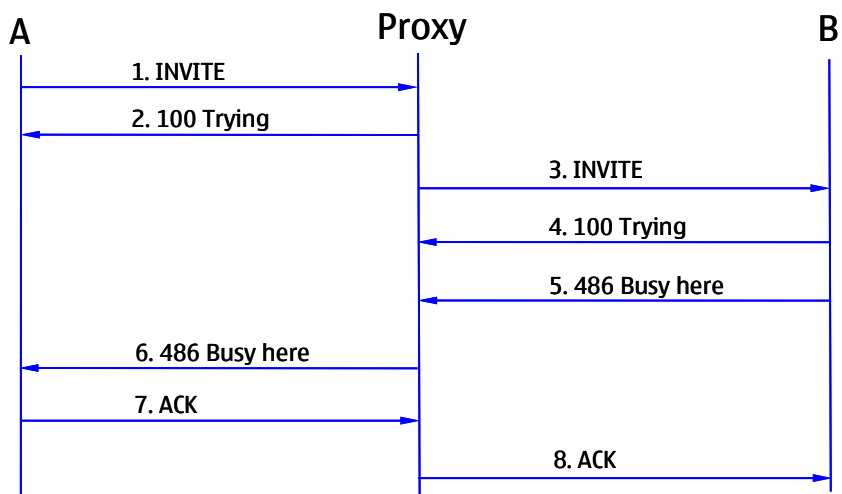 A
Proxy
B
1. INVITE
2. 100 Trying
3. INVITE
4. 100 Trying
5. 486 Busy here
6. 486 Busy here
7. ACK
8. ACK